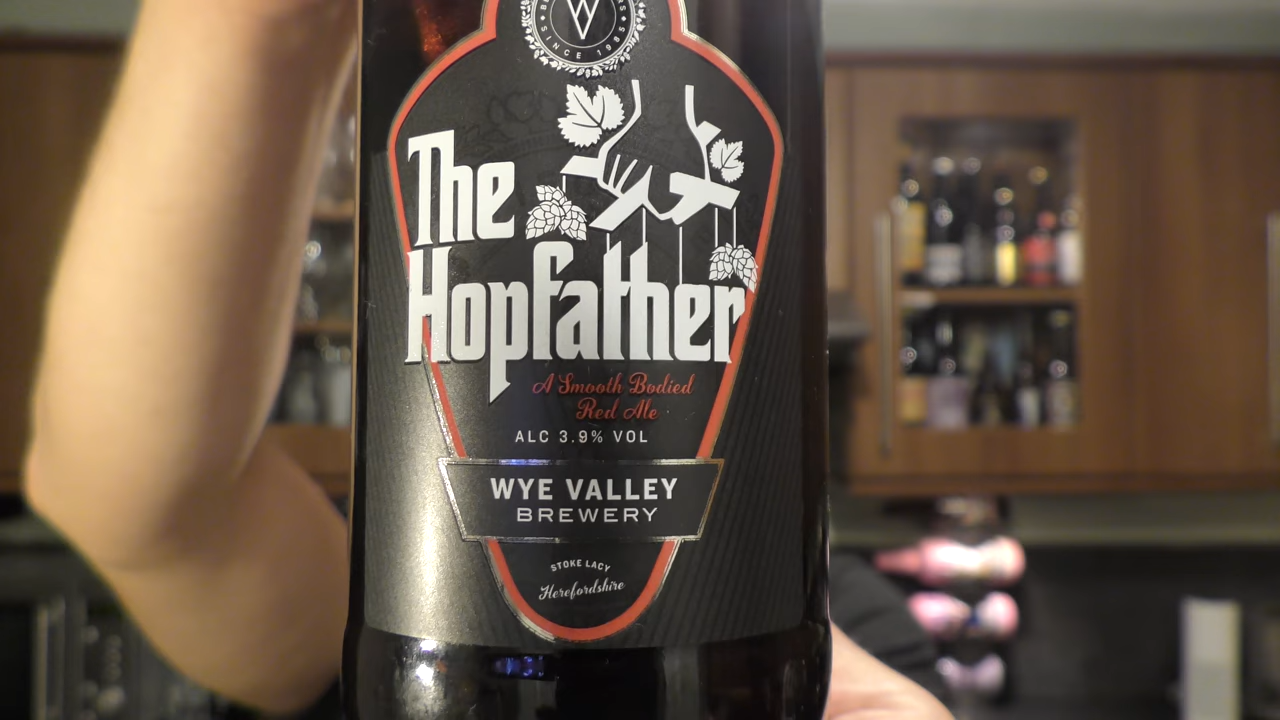 SINCE 1985
The
Hopfather
A Smooth Bodied
Red Ale
ALC 3.9% VOL
WYE VALLEY
BREWERY
STOKE LACY
Herefordshire